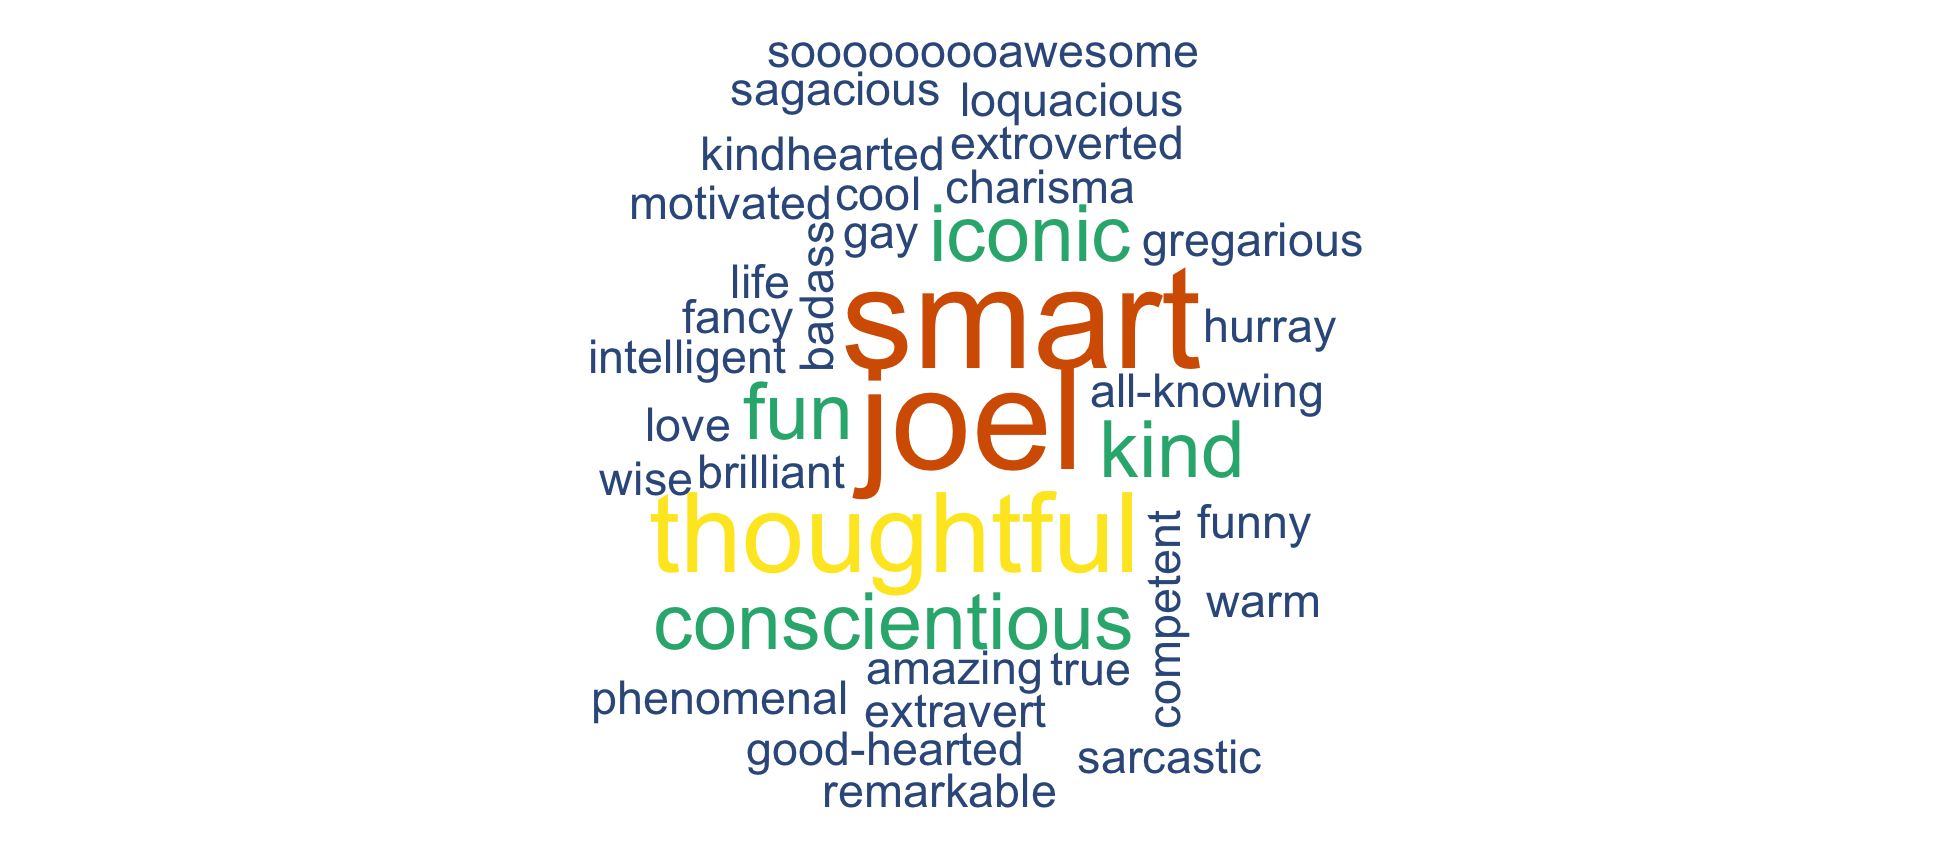 sooooooooawesome
sagacious
loquacious
kindhearted
extroverted
motivated
cool
charisma
badass
gay
iconic
gregarious
life
smart
fancy
hurray
intelligent
joel
all-knowing
love
fun
kind
wise
brilliant
thoughtful
competent
funny
conscientious
warm
amazing
true
phenomenal
extravert
good-hearted
sarcastic
remarkable